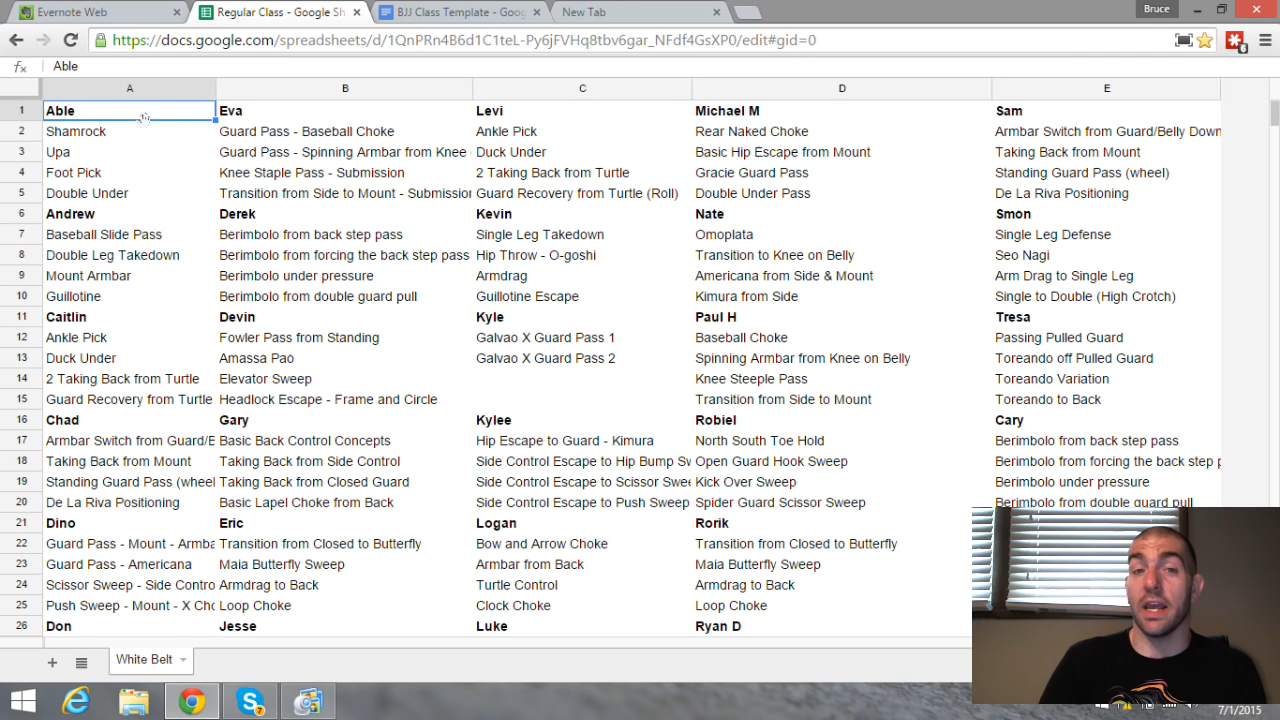 Evernote Web
Regular Class - Google Sh
BJJ Class Template - Goog
New Tab
Bruce
https://docs.google.com/spreadsheets/d/1QnPRn4B6d1C1teL-Py6jFVHq8tbv6gar_NFdf4GsXP0/edit#gid=0
6
fx Able
A B C D E
1 Able Eva Levi Michael M Sam
2 Shamrock Guard Pass - Baseball Choke Ankle Pick Rear Naked Choke Armbar Switch from Guard/Belly Down
3 Upa Guard Pass - Spinning Armbar from Knee Duck Under Basic Hip Escape from Mount Taking Back from Mount
4 Foot Pick Knee Staple Pass - Submission 2 Taking Back from Turtle Gracie Guard Pass Standing Guard Pass (wheel)
5 Double Under Transition from Side to Mount - Submission Guard Recovery from Turtle (Roll) Double Under Pass De La Riva Positioning
6 Andrew Derek Kevin Nate Smon
7 Baseball Slide Pass Berimbolo from back step pass Single Leg Takedown Omoplata Single Leg Defense
8 Double Leg Takedown Berimbolo from forcing the back step pass Hip Throw - O-goshi Transition to Knee on Belly Seo Nagi
9 Mount Armbar Berimbolo under pressure Armdrag Americana from Side & Mount Arm Drag to Single Leg
10 Guillotine Berimbolo from double guard pull Guillotine Escape Kimura from Side Single to Double (High Crotch)
11 Caitlin Devin Kyle Paul H Tresa
12 Ankle Pick Fowler Pass from Standing Galvao X Guard Pass 1 Baseball Choke Passing Pulled Guard
13 Duck Under Amassa Pao Galvao X Guard Pass 2 Spinning Armbar from Knee on Belly Toreando off Pulled Guard
14 2 Taking Back from Turtle Elevator Sweep Knee Steeple Pass Toreando Variation
15 Guard Recovery from Turtle Headlock Escape - Frame and Circle Transition from Side to Mount Toreando to Back
16 Chad Gary Kylee Robiel Cary
17 Armbar Switch from Guard/B Basic Back Control Concepts Hip Escape to Guard - Kimura North South Toe Hold Berimbolo from back step pass
18 Taking Back from Mount Taking Back from Side Control Side Control Escape to Hip Bump Sw Open Guard Hook Sweep Berimbolo from forcing the back step p
19 Standing Guard Pass (wheel Taking Back from Closed Guard Side Control Escape to Scissor Swee Kick Over Sweep Berimbolo under pressure
20 De La Riva Positioning Basic Lapel Choke from Back Side Control Escape to Push Sweep Spider Guard Scissor Sweep Berimbolo from double guard pull
21 Dino Eric Logan Rorik
22 Guard Pass - Mount - Armba Transition from Closed to Butterfly Bow and Arrow Choke Transition from Closed to Butterfly
23 Guard Pass - Americana Maia Butterfly Sweep Armbar from Back Maia Butterfly Sweep
24 Scissor Sweep - Side Contro Armdrag to Back Turtle Control Armdrag to Back
25 Push Sweep - Mount - X Cho Loop Choke Clock Choke Loop Choke
26 Don Jesse Luke Ryan D
White Belt
7
7/1/2015